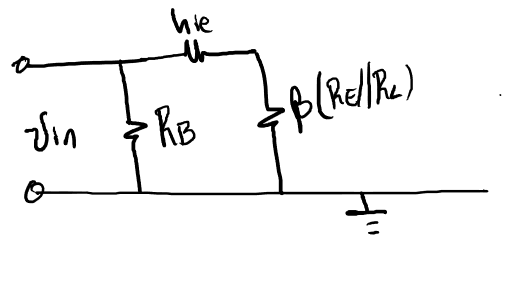 hie
Vin
RB
β(RE//RL)